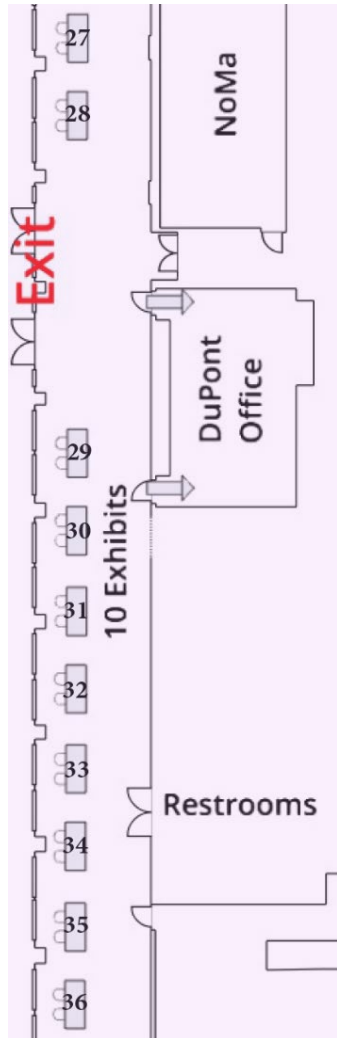 27
28
NoMa
Exit
DuPont
Office
29
30
10 Exhibits
31
32
33
Restrooms
34
35
36